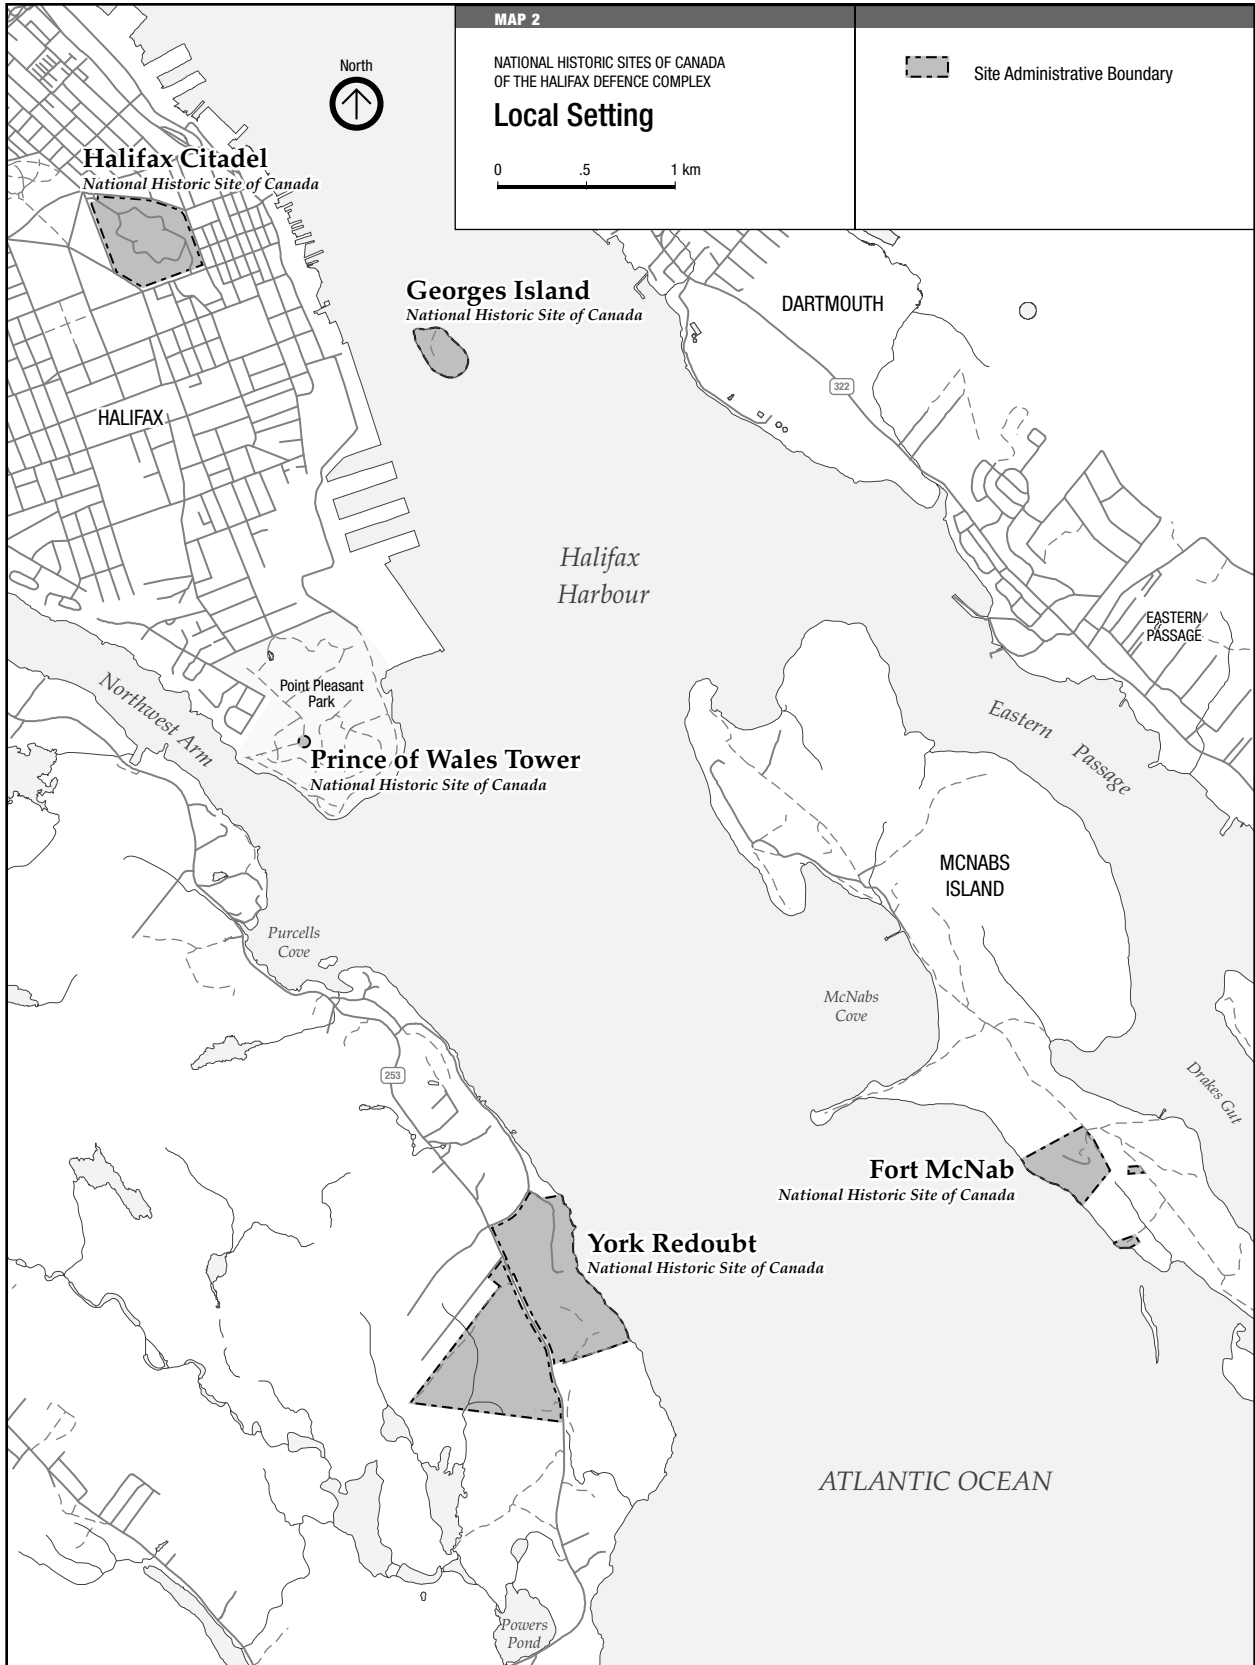 MAP 2
NATIONAL HISTORIC SITES OF CANADA
OF THE HALIFAX DEFENCE COMPLEX
Local Setting
0 .5 1 km
Site Administrative Boundary
North
Halifax Citadel
National Historic Site of Canada
Georges Island
National Historic Site of Canada
DARTMOUTH
322
HALIFAX
Halifax
Harbour
EASTERN
PASSAGE
Point Pleasant
Park
Northwest Arm
Eastern Passage
Prince of Wales Tower
National Historic Site of Canada
MCNABS
ISLAND
Purcells
Cove
McNabs
Cove
253
Drakes Gut
Fort McNab
National Historic Site of Canada
York Redoubt
National Historic Site of Canada
ATLANTIC OCEAN
Powers
Pond